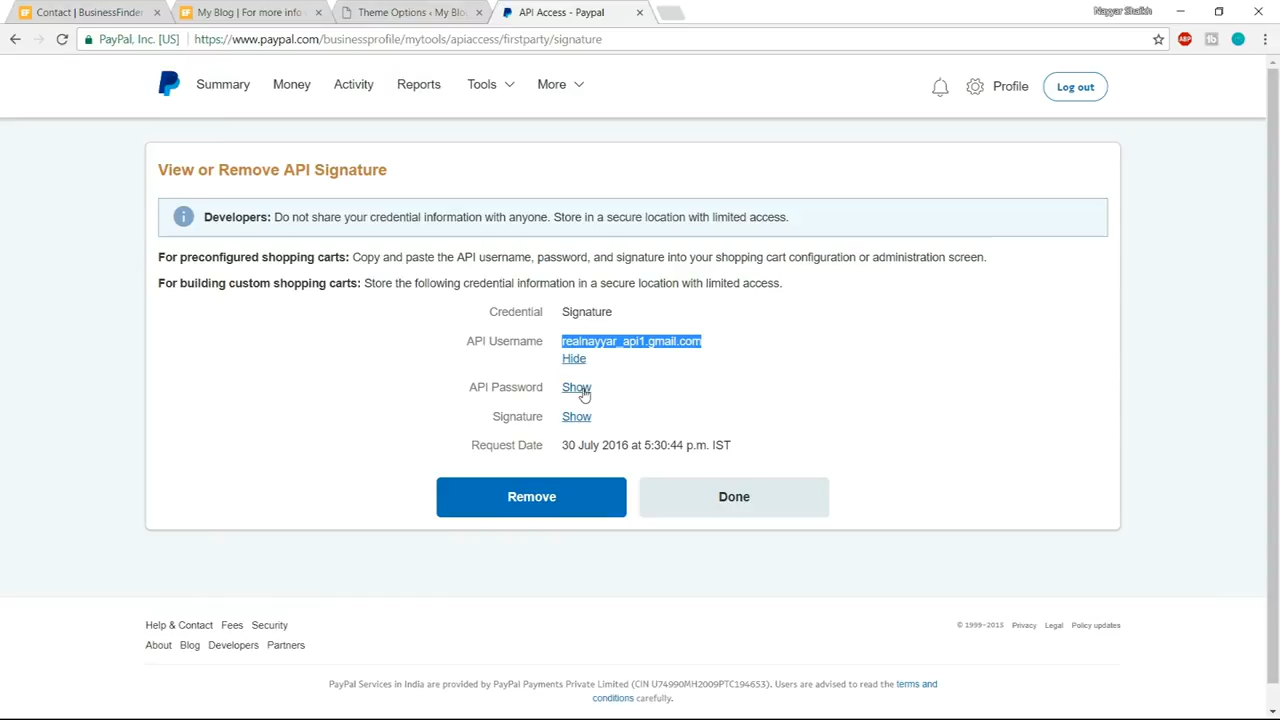 Contact | BusinessFinder
My Blog | For more info
Theme Options ‹ My Blo
API Access - Paypal
Nayyar Shaikh
PayPal, Inc. [US]
https://www.paypal.com/businessprofile/mytools/apiaccess/firstparty/signature
ABP
Summary
Money
Activity
Reports
Tools
More
Profile
Log out
View or Remove API Signature
Developers: Do not share your credential information with anyone. Store in a secure location with limited access.
For preconfigured shopping carts: Copy and paste the API username, password, and signature into your shopping cart configuration or administration screen.
For building custom shopping carts: Store the following credential information in a secure location with limited access.
Credential Signature
API Username realnayyar_api1.gmail.com
Hide
API Password Show
Signature Show
Request Date 30 July 2016 at 5:30:44 p.m. IST
Remove
Done
Help & Contact Fees Security
© 1999-2015 Privacy Legal Policy updates
About Blog Developers Partners
PayPal Services in India are provided by PayPal Payments Private Limited (CIN U74990MH2009PTC194653). Users are advised to read the terms and
conditions carefully.